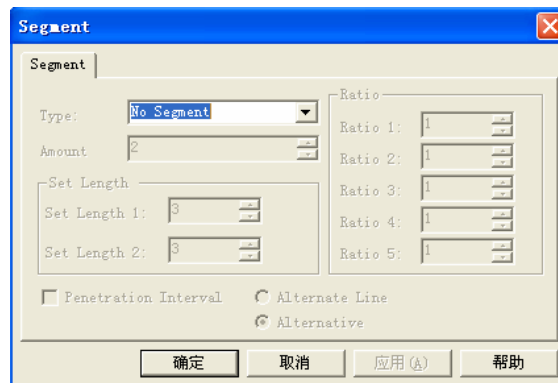 Segment
Segment
Type: No Segment
Amount 2
Set Length
Set Length 1: 3
Set Length 2: 3
Ratio
Ratio 1: 1
Ratio 2: 1
Ratio 3: 1
Ratio 4: 1
Ratio 5: 1
Penetration Interval
Alternate Line
Alternative
确定 取消 应用(A) 帮助